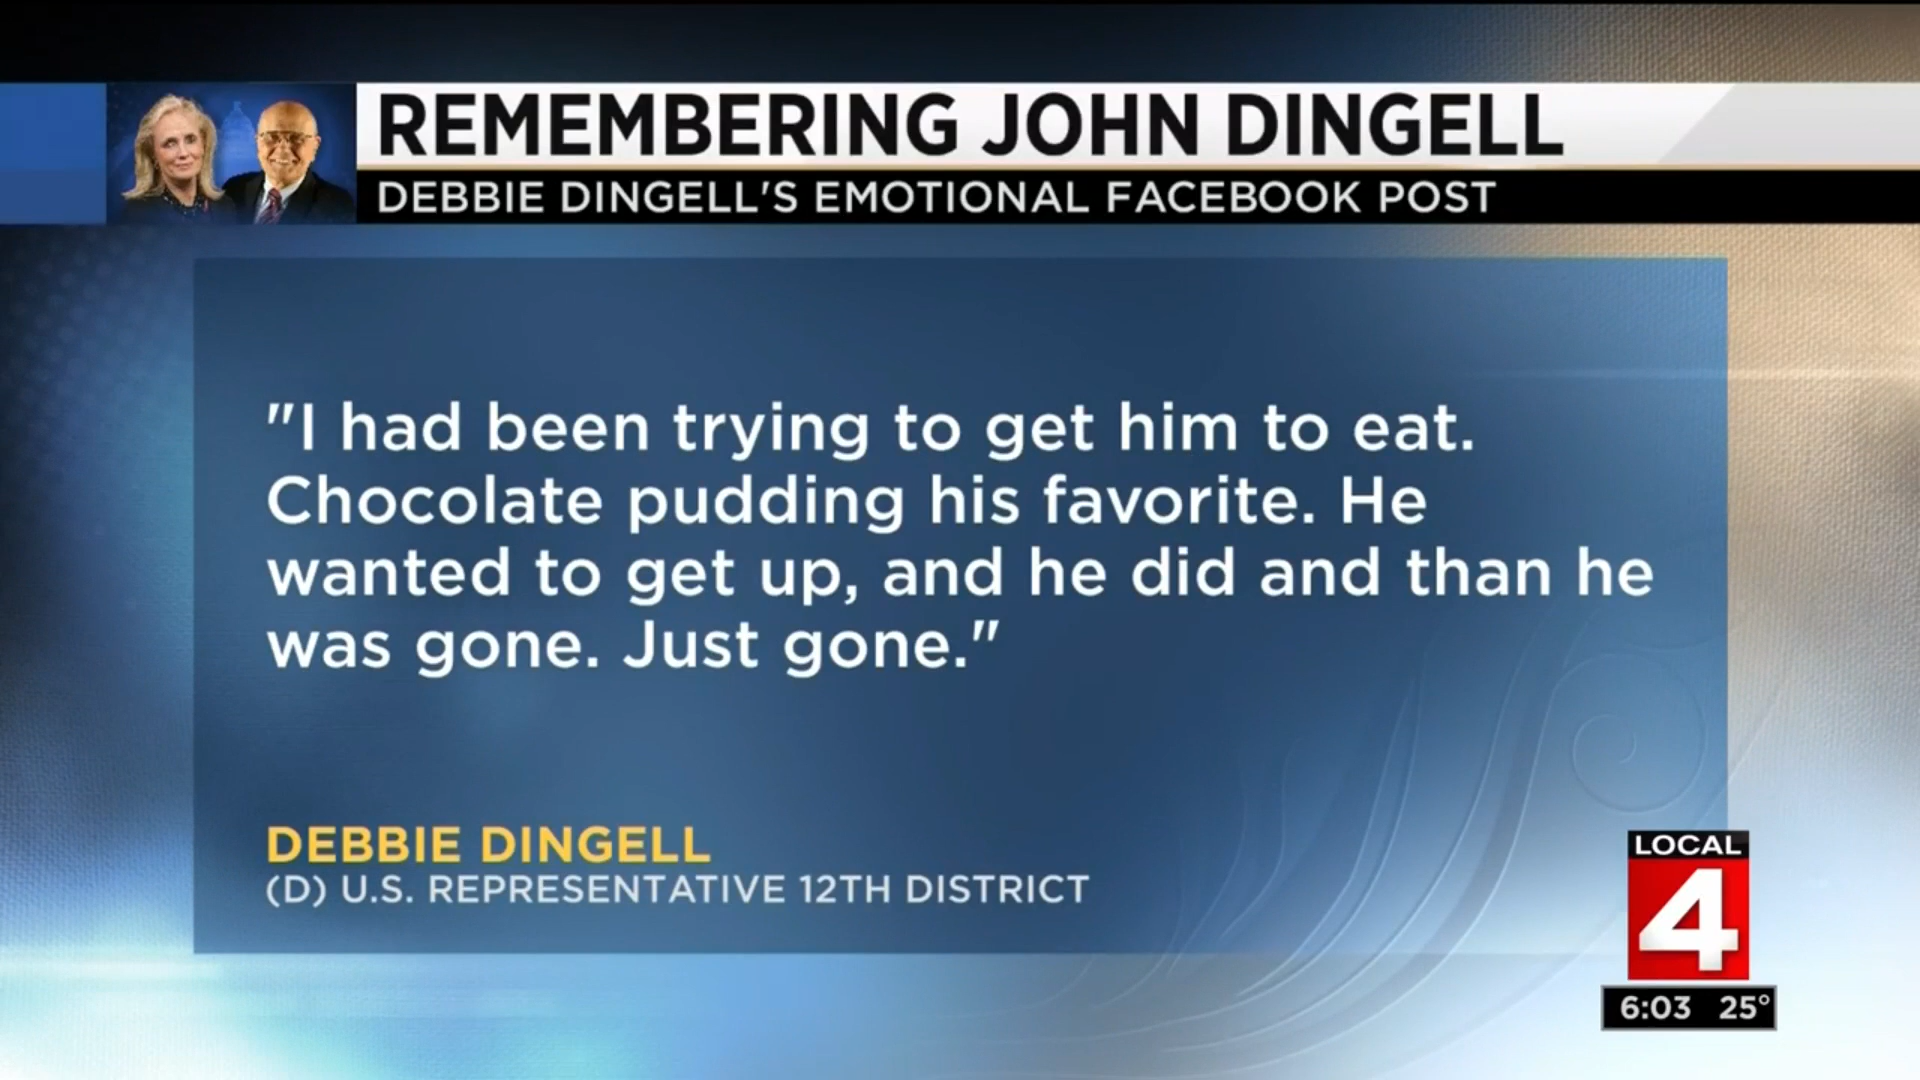 REMEMBERING JOHN DINGELL
DEBBIE DINGELL'S EMOTIONAL FACEBOOK POST
"I had been trying to get him to eat.
Chocolate pudding his favorite. He
wanted to get up, and he did and than he
was gone. Just gone."
DEBBIE DINGELL
(D) U.S. REPRESENTATIVE 12TH DISTRICT
LOCAL
4
6:03 25°